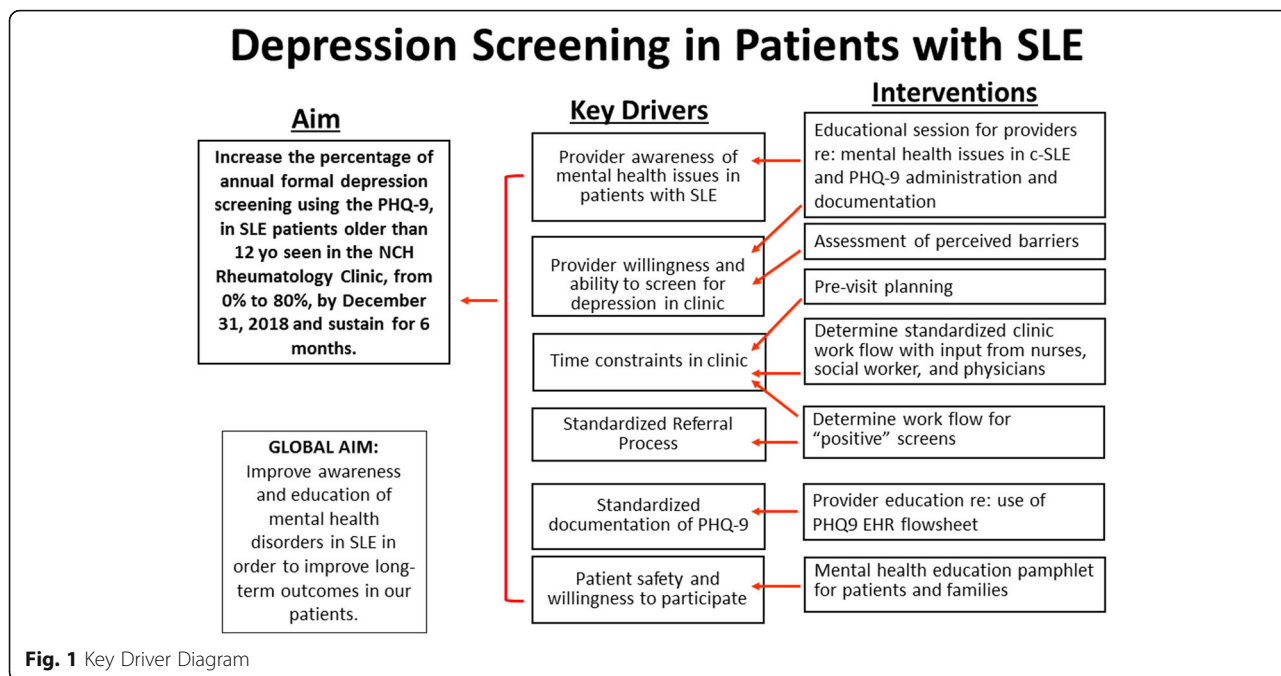 Depression Screening in Patients with SLE
Aim
Increase the percentage of
annual formal depression
screening using the PHQ-9,
in SLE patients older than
12 yo seen in the NCH
Rheumatology Clinic, from
0% to 80%, by December
31, 2018 and sustain for 6
months.
GLOBAL AIM:
Improve awareness
and education of
mental health
disorders in SLE in
order to improve long-
term outcomes in our
patients.
Key Drivers
Provider awareness of
mental health issues in
patients with SLE
Provider willingness and
ability to screen for
depression in clinic
Time constraints in clinic
Standardized Referral
Process
Standardized
documentation of PHQ-9
Patient safety and
willingness to participate
Interventions
Educational session for providers
re: mental health issues in c-SLE
and PHQ-9 administration and
documentation
Assessment of perceived barriers
Pre-visit planning
Determine standardized clinic
work flow with input from nurses,
social worker, and physicians
Determine work flow for
“positive” screens
Provider education re: use of
PHQ9 EHR flowsheet
Mental health education pamphlet
for patients and families
Fig. 1 Key Driver Diagram